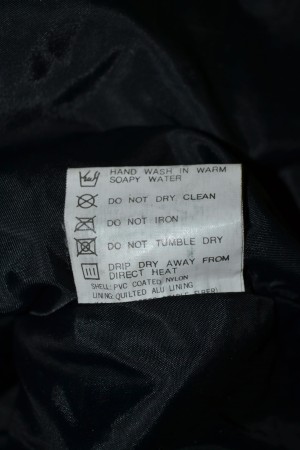 HAND WASH IN WARM
SOAPY WATER
DO NOT DRY CLEAN
DO NOT IRON
DO NOT TUMBLE DRY
DRIP DRY AWAY FROM
DIRECT HEAT
SHELL: PVC COATED NYLON
LINING: QUILTED ALU LINING